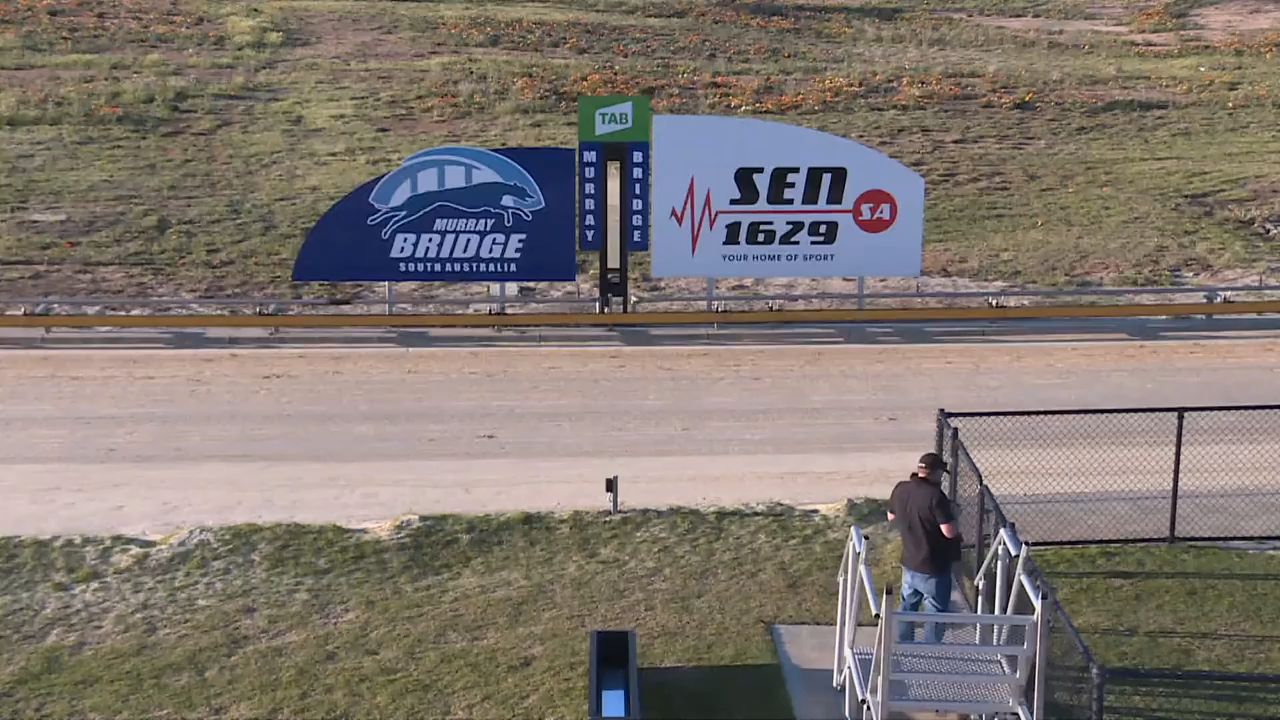 TAB
MURRAY
BRIDGE
MURRAY
BRIDGE
SOUTH AUSTRALIA
SEN
SA
1629
YOUR HOME OF SPORT